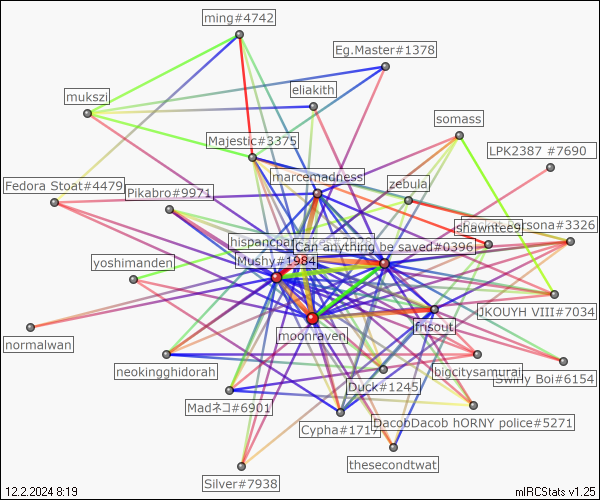 ming#4742
Eg.Master#1378
eliakith
mukszi
somass
Majestic#3375
LPK2387 #7690
marcemadness
zebula
Fedora Stoat#4479
Pikabro#9971
shawntee9
ersona#3326
hispancpar
Can anything be saved#0396
Mushy#1984
yoshimanden
JKOUYH VIII#7034
frisout
moonraven
normalwan
neokingghidorah
bigcitysamurai
Swirly Boi#6154
Duck#1245
Madネコ#6901
DacobDacob hORNY police#5271
Cypha#1717
thesecondtwat
Silver#7938
12.2.2024 8:19
mIRCStats v1.25